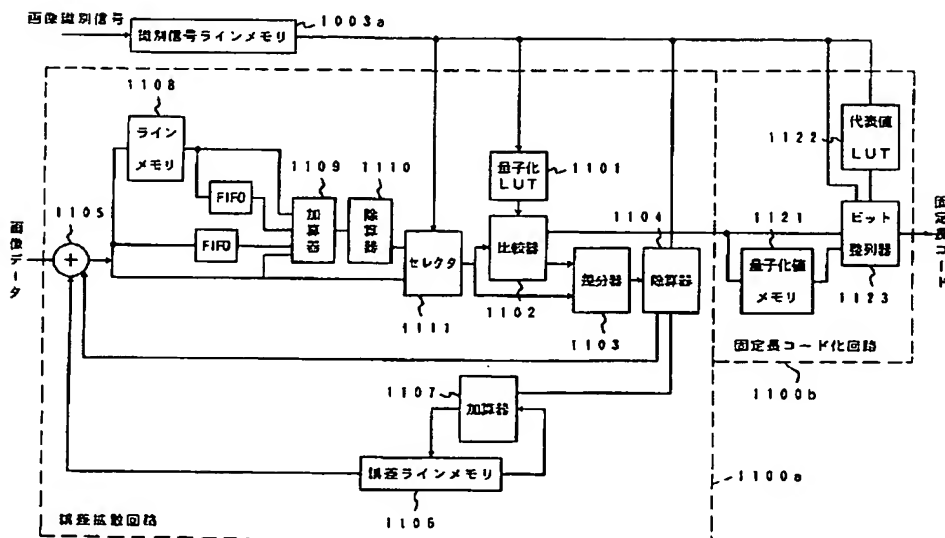 画像識別信号
識別信号ラインメモリ
1003a
1108
ライン
メモリ
FIFO
FIFO
1109
加
算
器
1110
除
算
器
1105
画像データ
+
セレクタ
1111
量子化
LUT
1101
比較器
1102
差分器
1103
1104
除算器
1107
加算器
誤差ラインメモリ
1106
誤差拡散回路
1100a
代表値
LUT
1122
1121
量子化値
メモリ
ビット
整列器
1123
固定長コード
固定長コード化回路
1100b